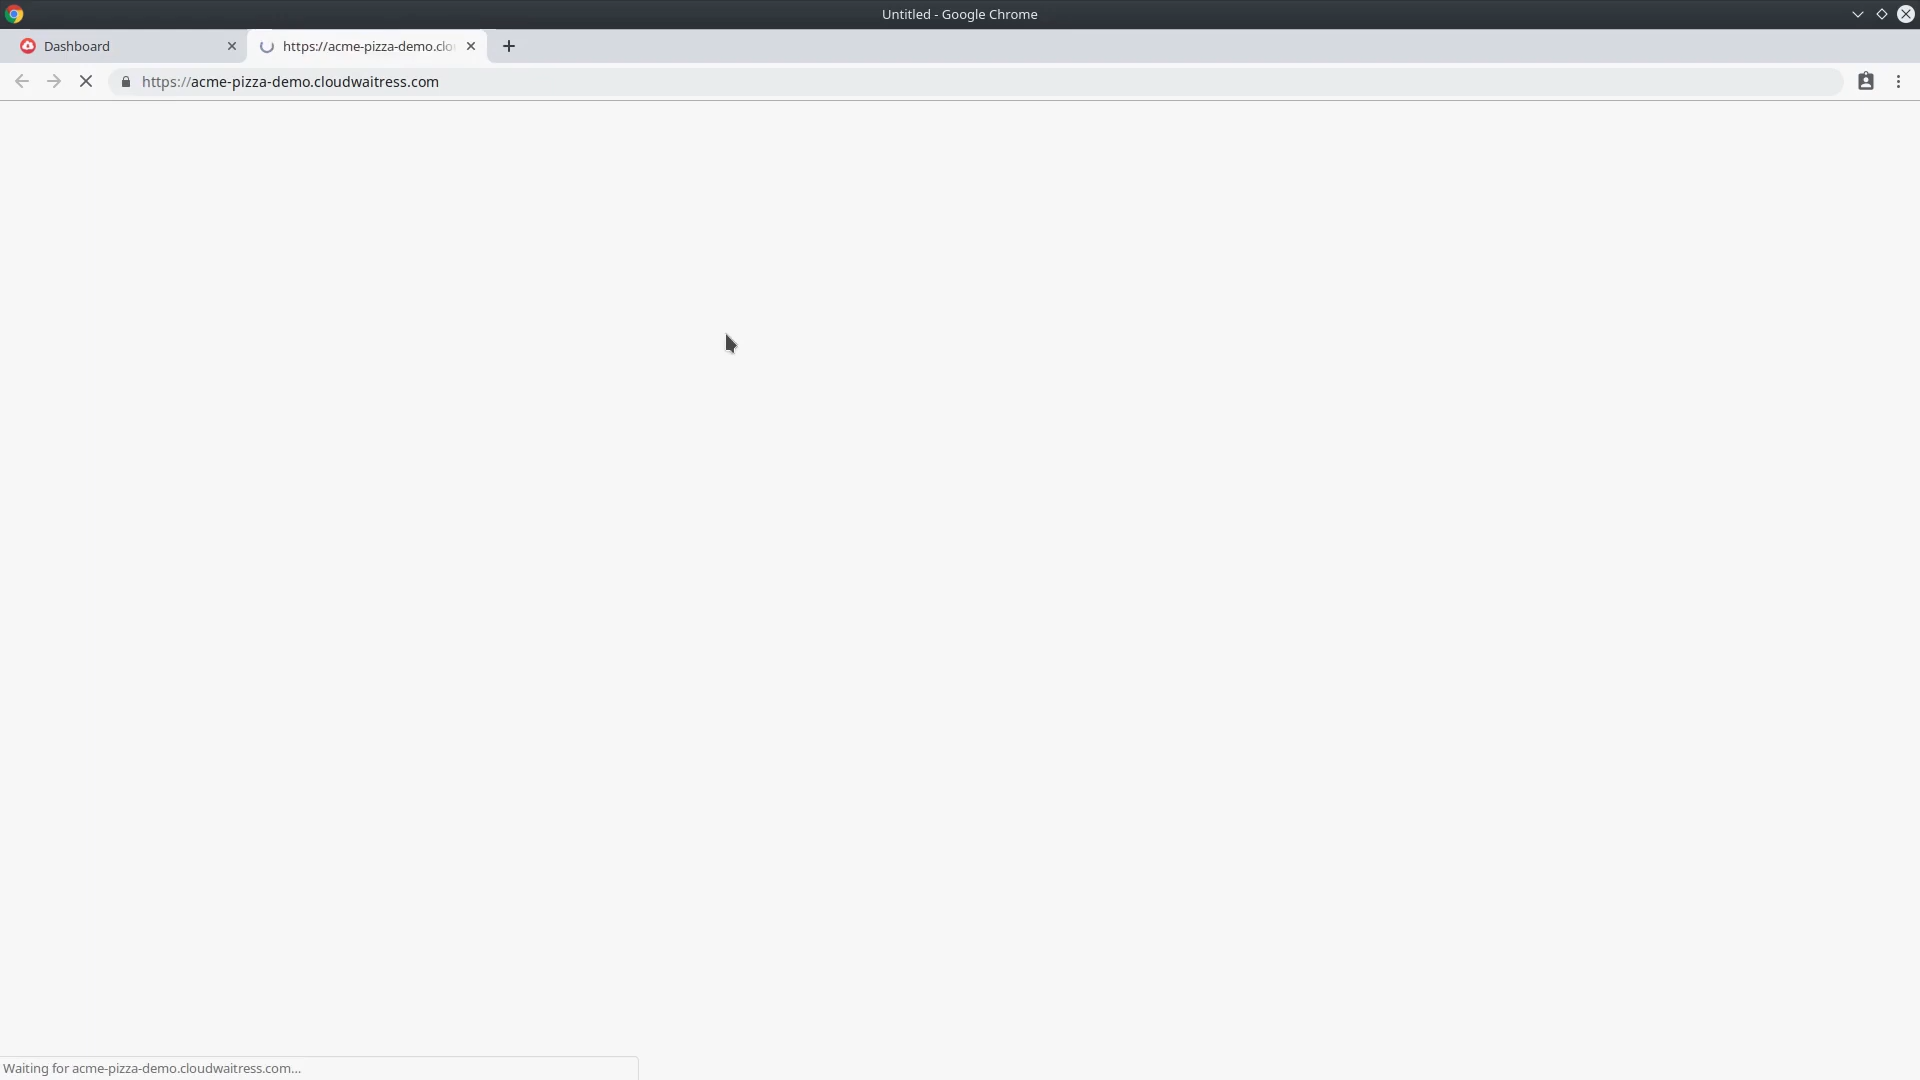 Untitled - Google Chrome
Dashboard
https://acme-pizza-demo.clo
https://acme-pizza-demo.cloudwaitress.com
Waiting for acme-pizza-demo.cloudwaitress.com...